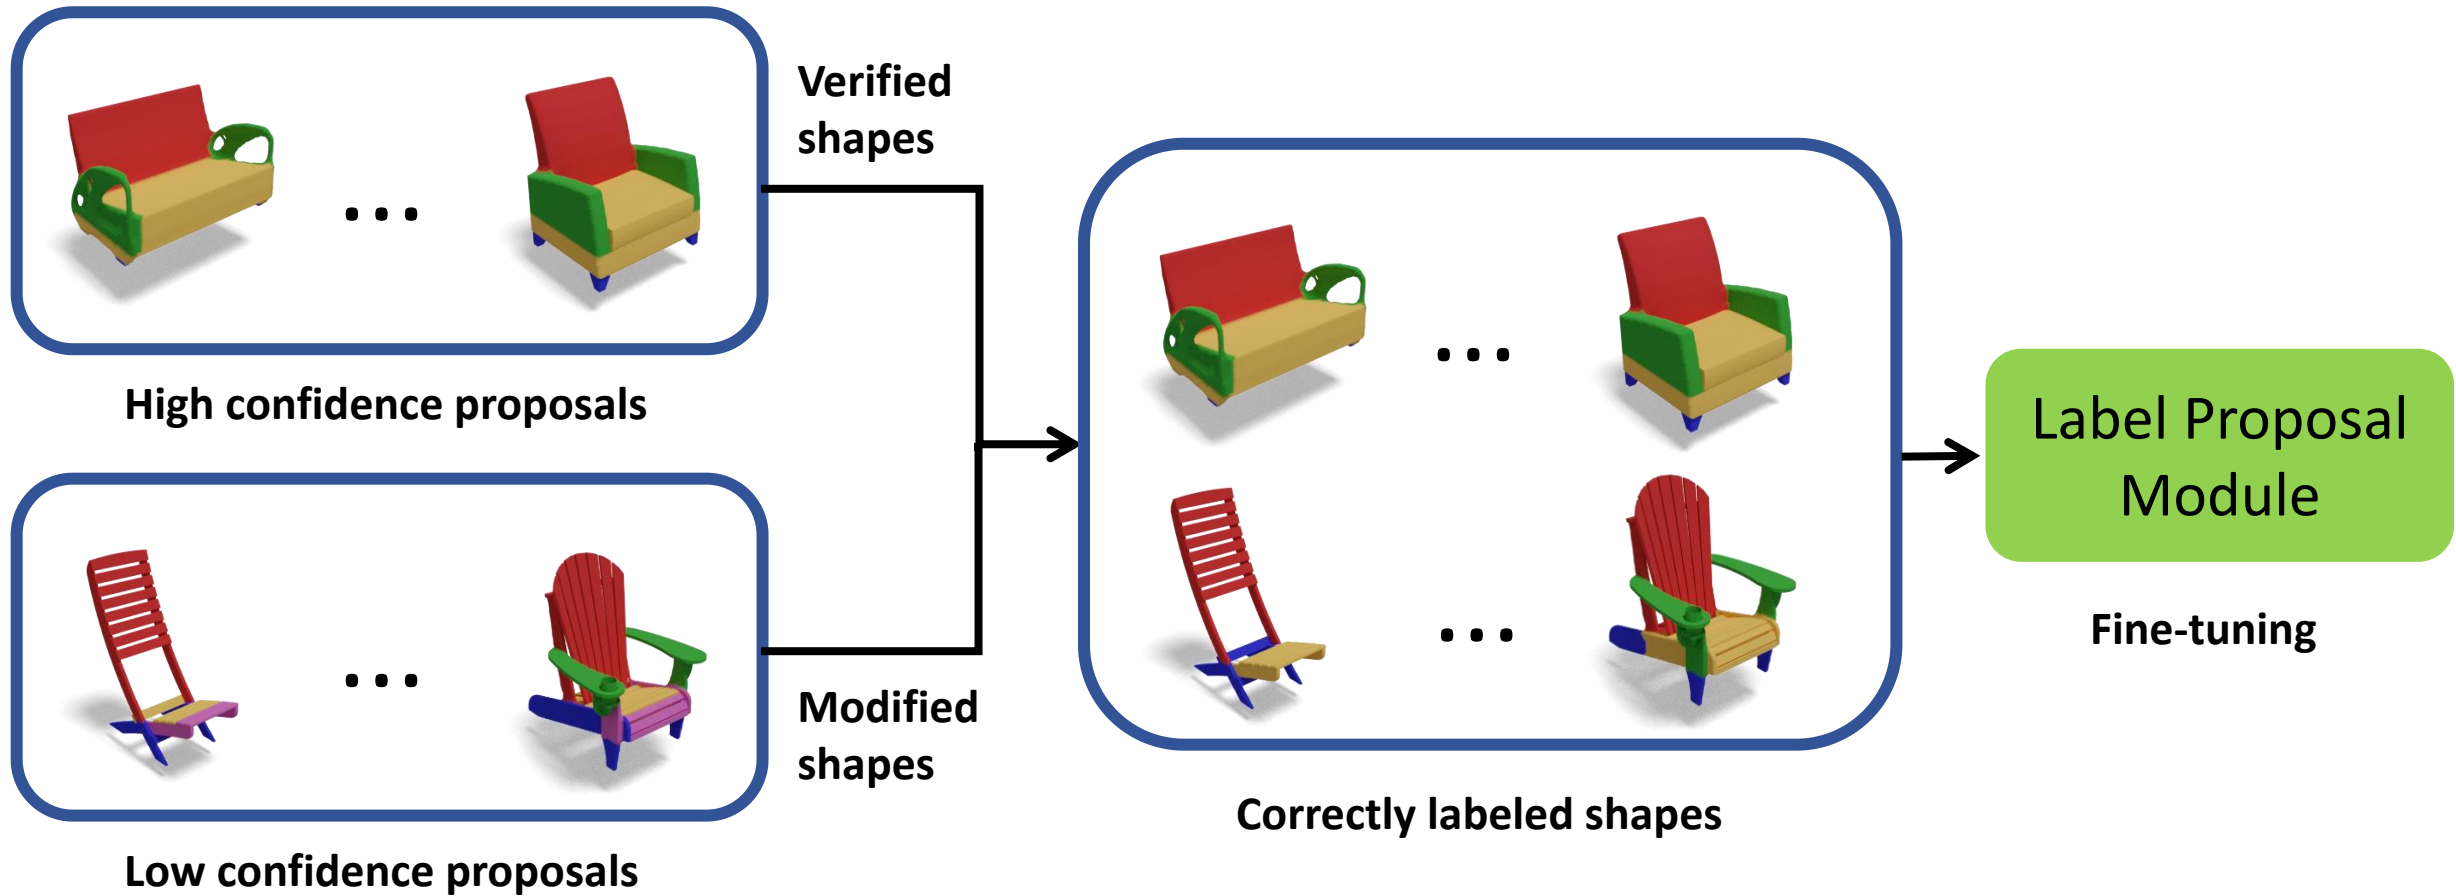 Verified
shapes
High confidence proposals
Modified
shapes
Low confidence proposals
Correctly labeled shapes
Label Proposal
Module
Fine-tuning